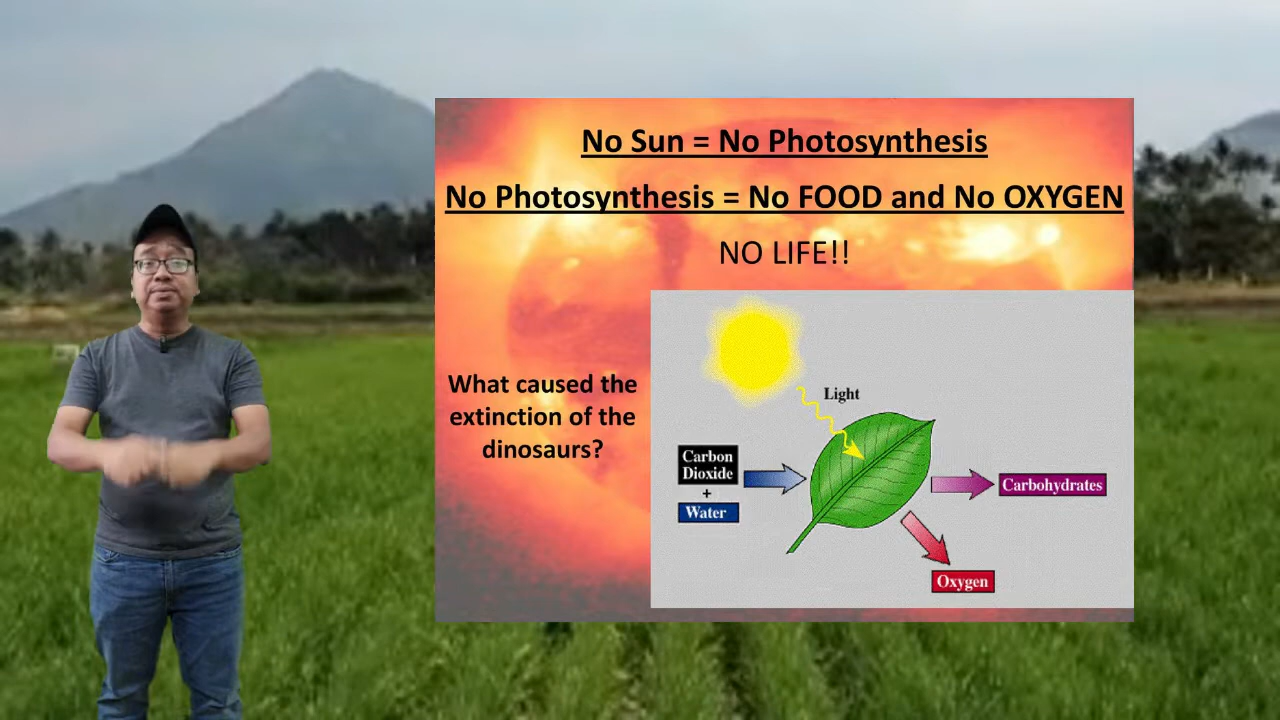 No Sun = No Photosynthesis
No Photosynthesis = No FOOD and No OXYGEN
NO LIFE!!
What caused the
extinction of the
dinosaurs?
Light
Carbon
Dioxide
+
Water
Carbohydrates
Oxygen